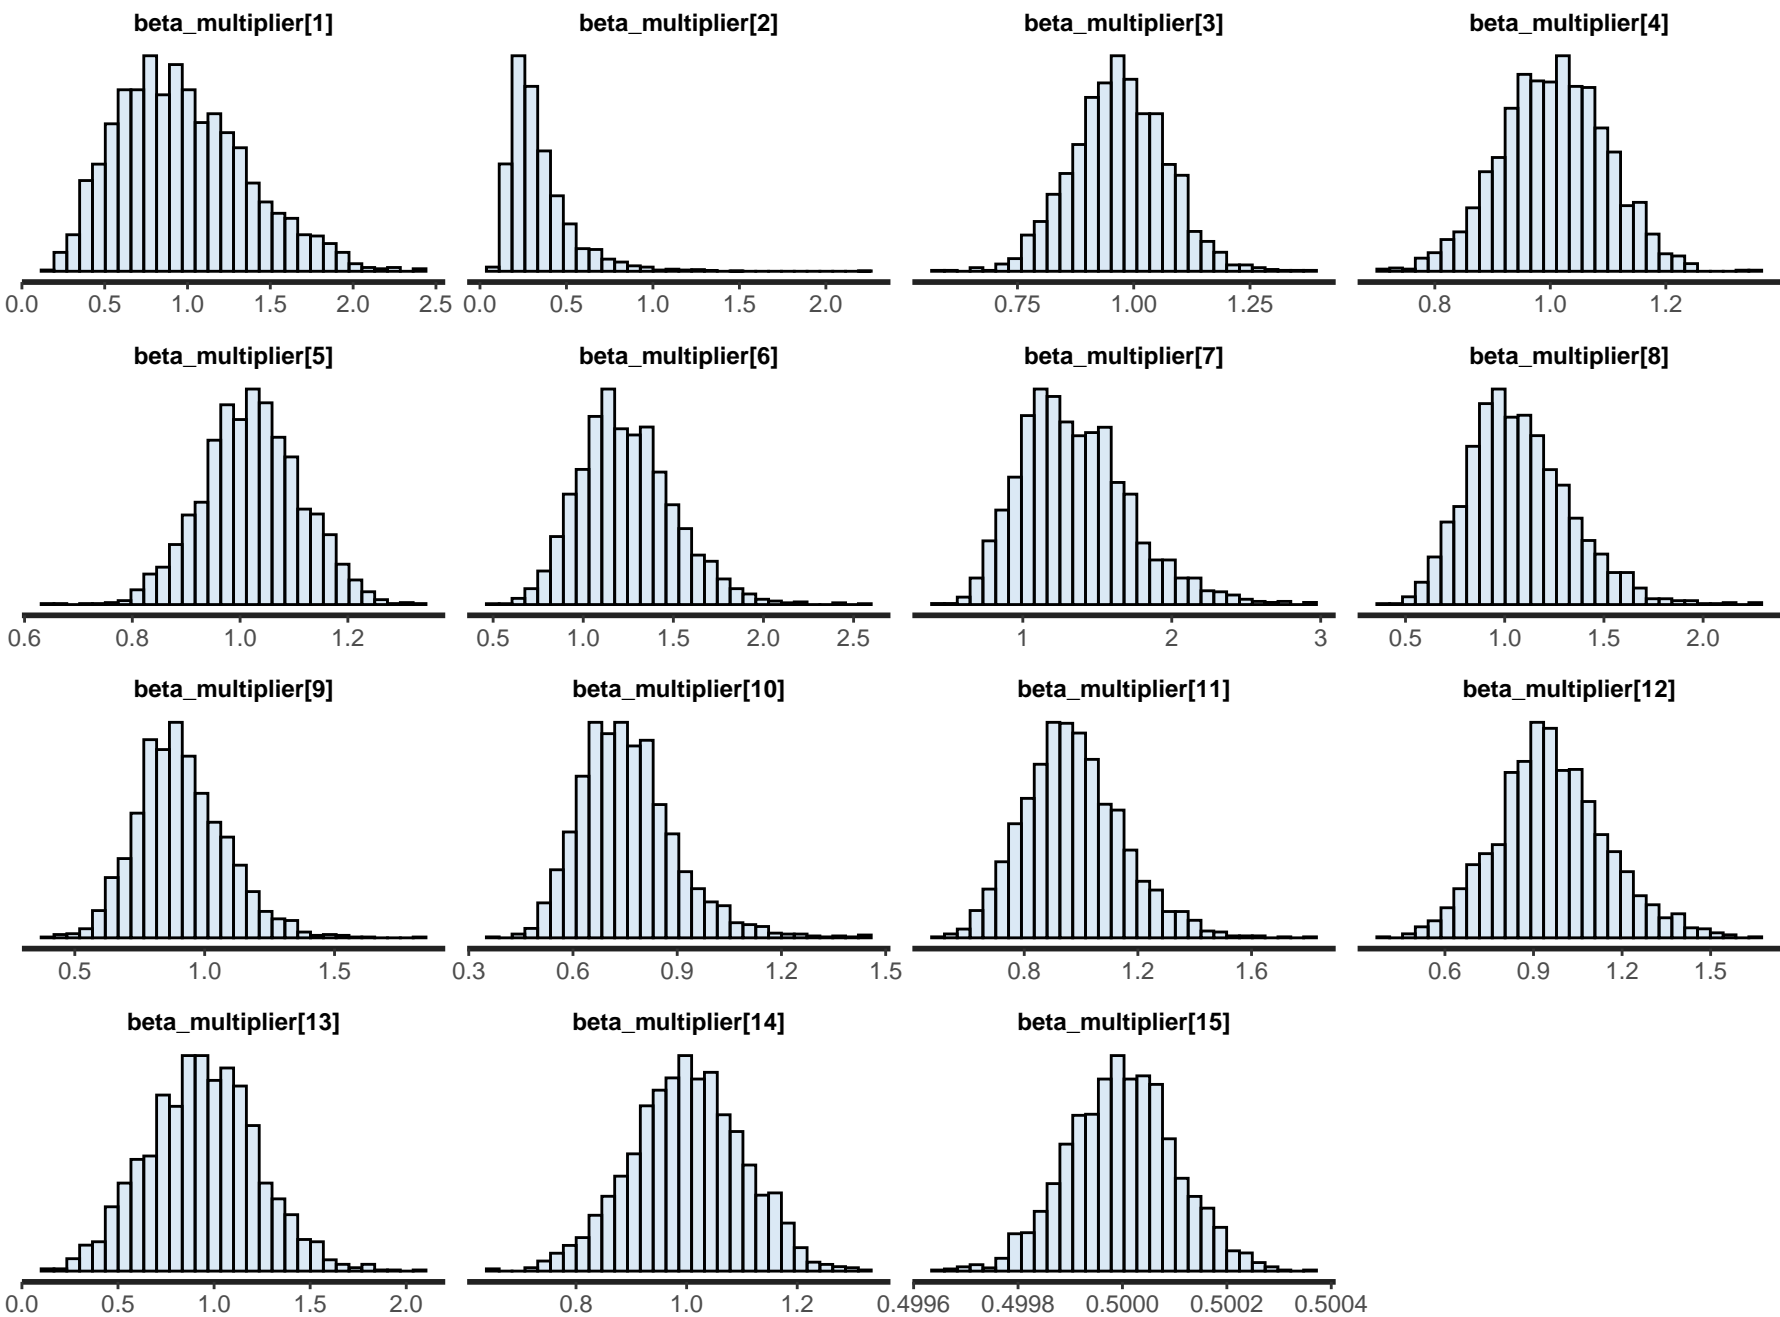 beta_multiplier[1] beta_multiplier[2] beta_multiplier[3] beta_multiplier[4]
0.0 0.5 1.0 1.5 2.0 2.5 0.0 0.5 1.0 1.5 2.0 0.75 1.00 1.25 0.8 1.0 1.2
beta_multiplier[5] beta_multiplier[6] beta_multiplier[7] beta_multiplier[8]
0.6 0.8 1.0 1.2 0.5 1.0 1.5 2.0 2.5 1 2 3 0.5 1.0 1.5 2.0
beta_multiplier[9] beta_multiplier[10] beta_multiplier[11] beta_multiplier[12]
0.5 1.0 1.5 0.3 0.6 0.9 1.2 1.5 0.8 1.2 1.6 0.6 0.9 1.2 1.5
beta_multiplier[13] beta_multiplier[14] beta_multiplier[15]
0.0 0.5 1.0 1.5 2.0 0.8 1.0 1.2 0.4996 0.4998 0.5000 0.5002 0.5004